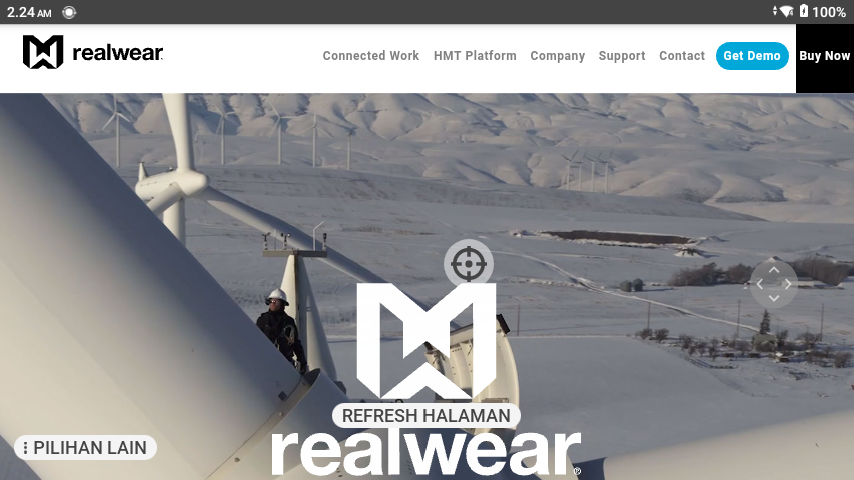 2.24 AM
100%
realwear
Connected Work
HMT Platform
Company
Support
Contact
Get Demo
Buy Now
REFRESH HALAMAN
PILIHAN LAIN
realwear®